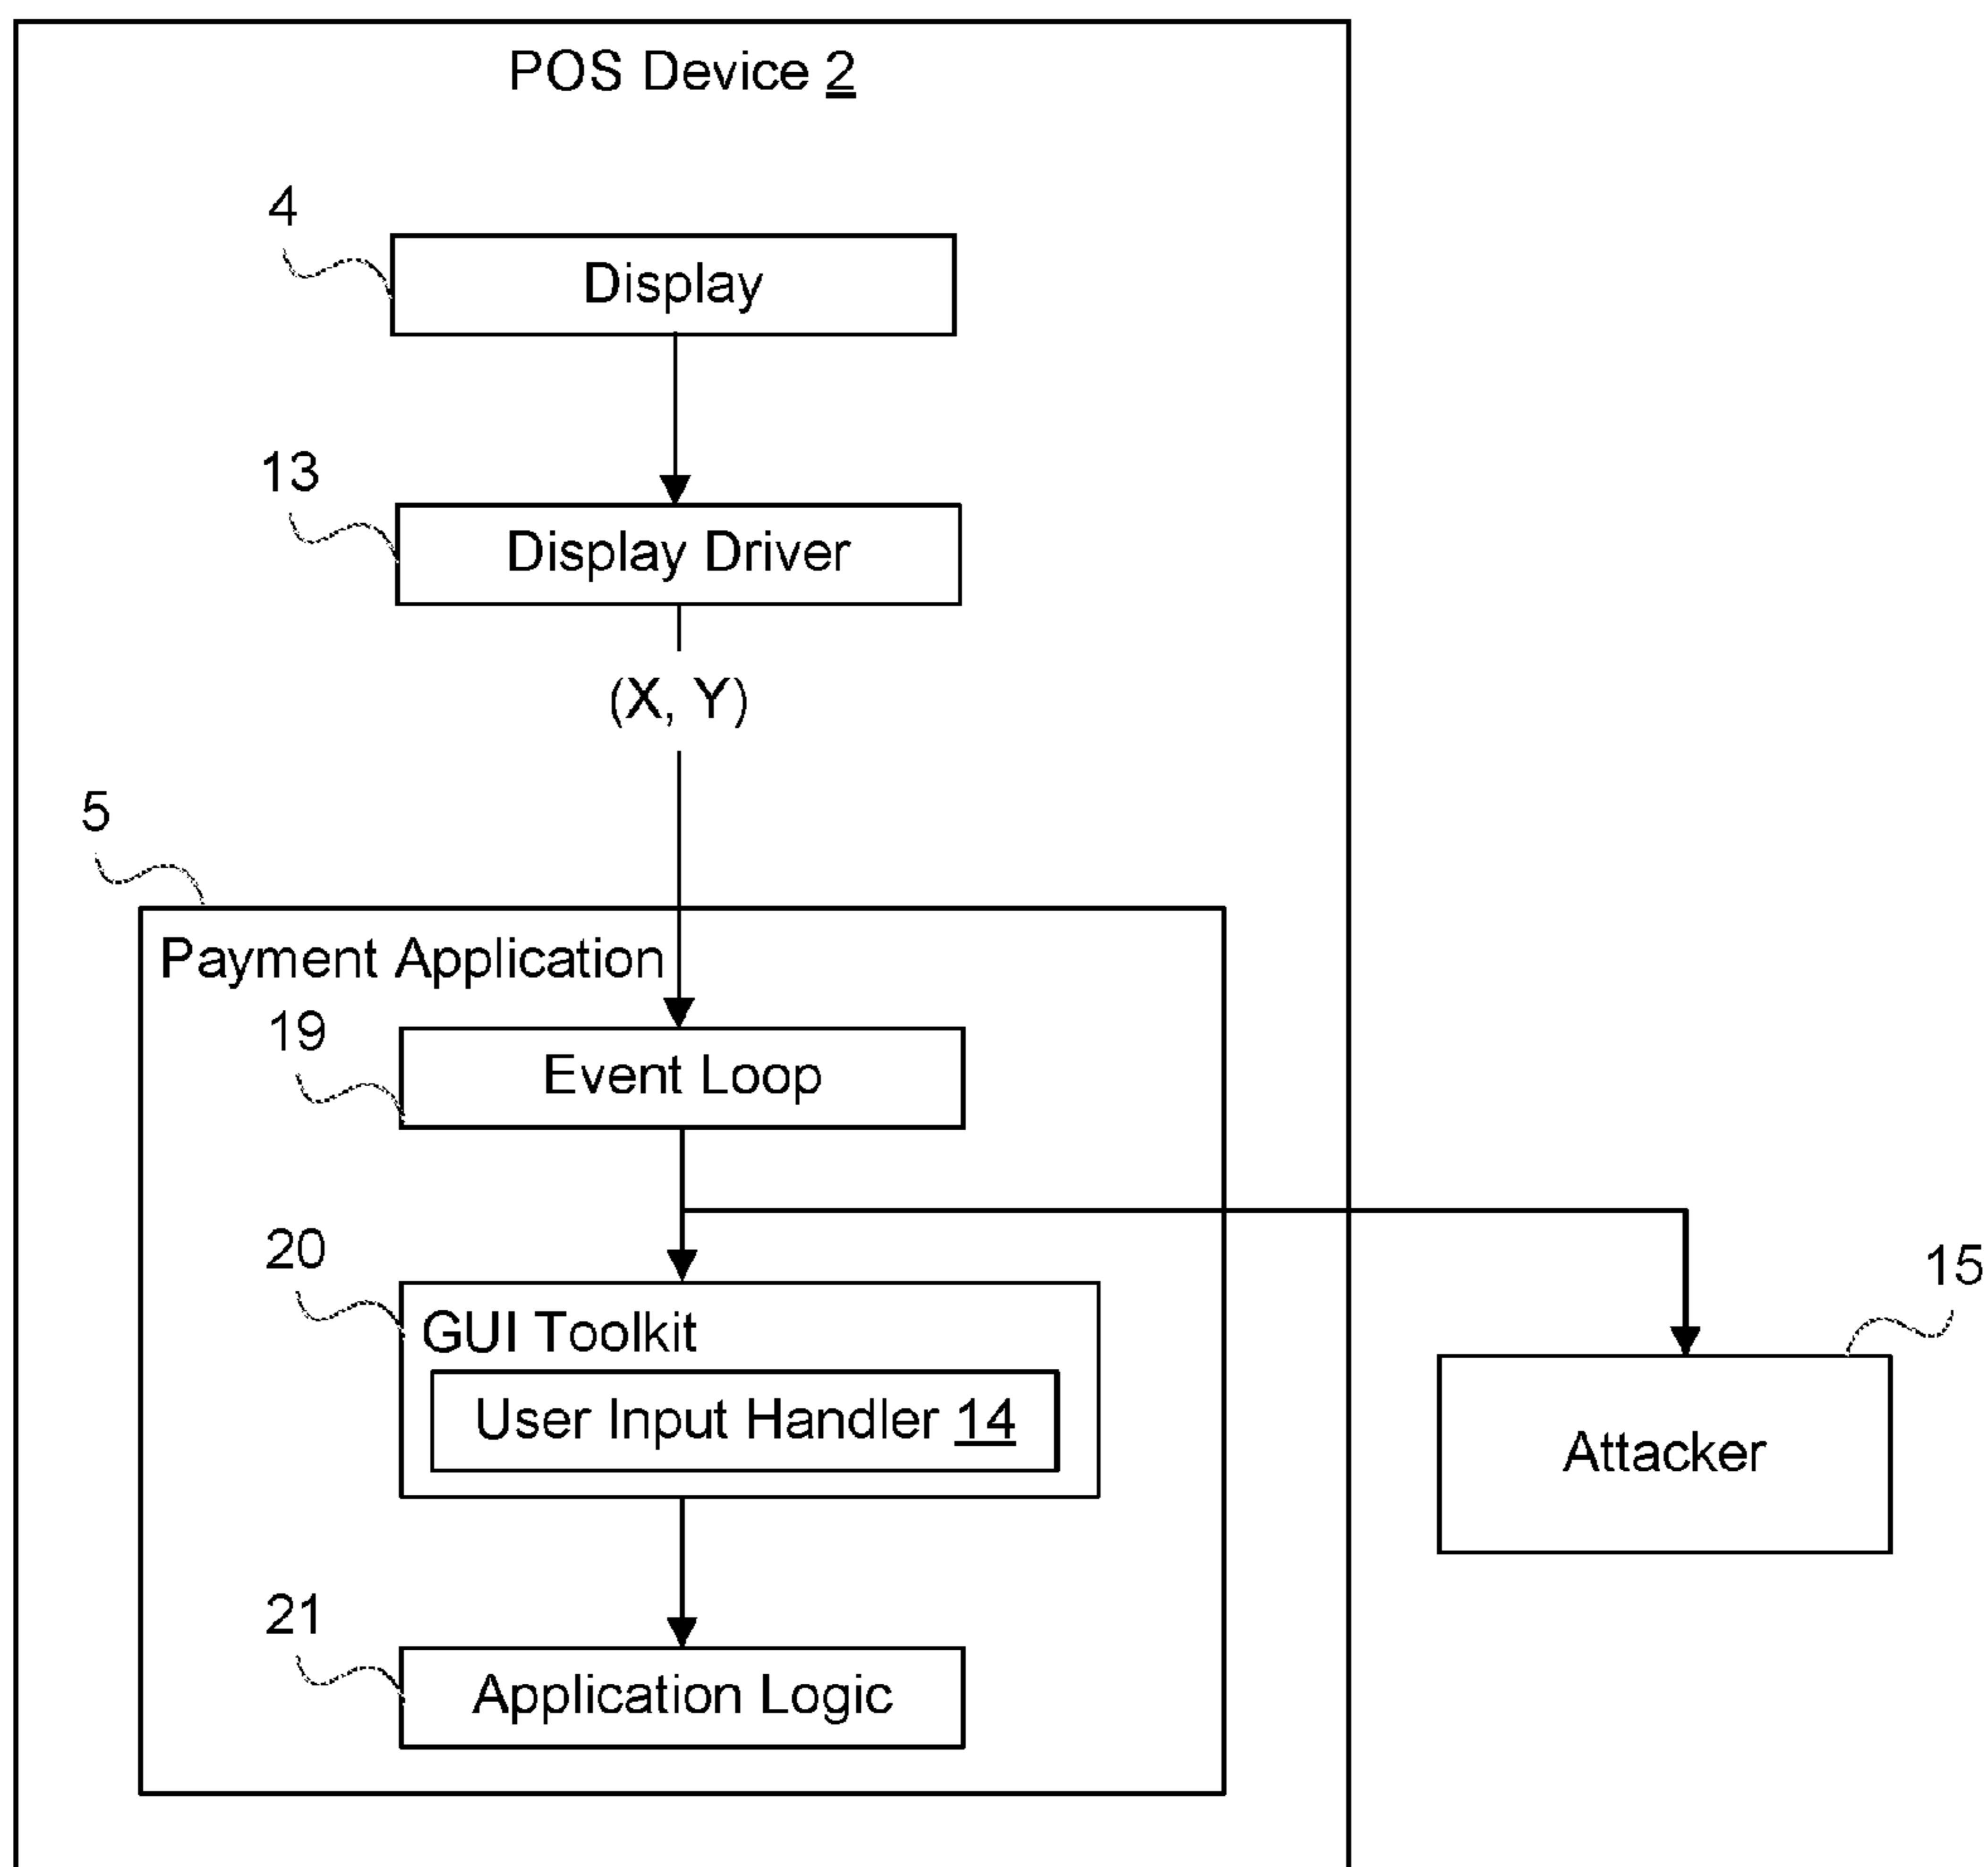 POS Device 2
4
Display
13
Display Driver
(X, Y)
5
Payment Application
19
Event Loop
20
GUI Toolkit
User Input Handler 14
15
Attacker
21
Application Logic